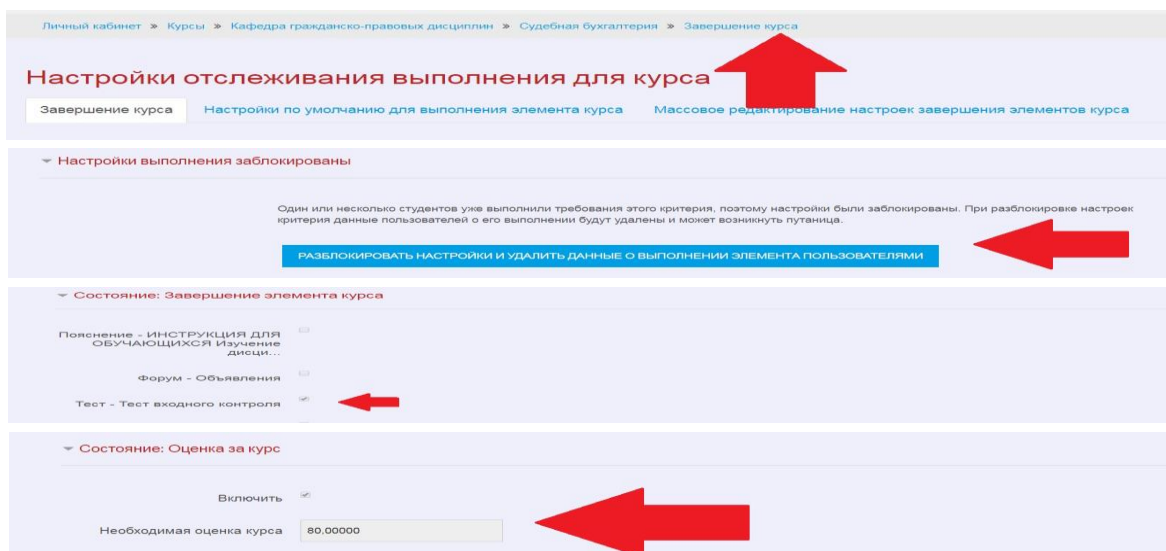 Личный кабинет » Курсы » Кафедра гражданско-правовых дисциплин » Судебная бухгалтерия » Завершение курса
Настройки отслеживания выполнения для курса
Завершение курса Настройки по умолчанию для выполнения элемента курса Массовое редактирование настроек завершения элементов курса
Настройки выполнения заблокированы
Один или несколько студентов уже выполнили требования этого критерия, поэтому настройки были заблокированы. При разблокировке настроек
критерия данные пользователей о его выполнении будут удалены и может возникнуть путаница.
РАЗБЛОКИРОВАТЬ НАСТРОЙКИ И УДАЛИТЬ ДАННЫЕ О ВЫПОЛНЕНИИ ЭЛЕМЕНТА ПОЛЬЗОВАТЕЛЯМИ
Состояние: Завершение элемента курса
Пояснение - ИНСТРУКЦИЯ ДЛЯ
ОБУЧАЮЩИХСЯ Изучение
дисци...
Форум - Объявления
Тест - Тест входного контроля
Состояние: Оценка за курс
Включить
Необходимая оценка курса 80,00000